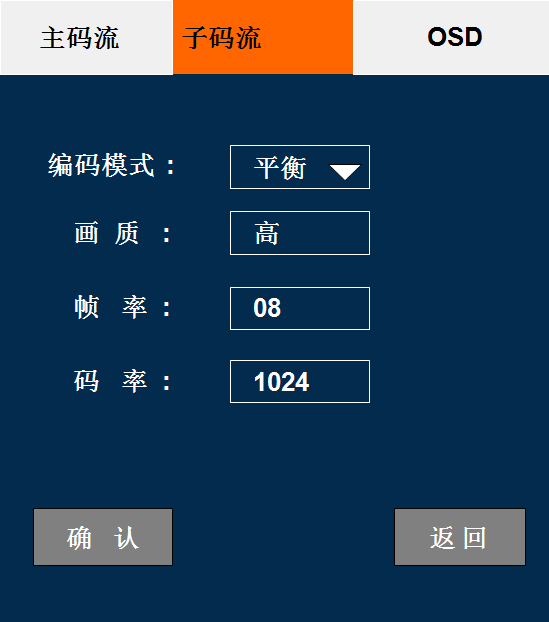 主码流 子码流 OSD
编码模式： 平衡
画 质 ： 高
帧 率 ： 08
码 率 ： 1024
确 认 返 回